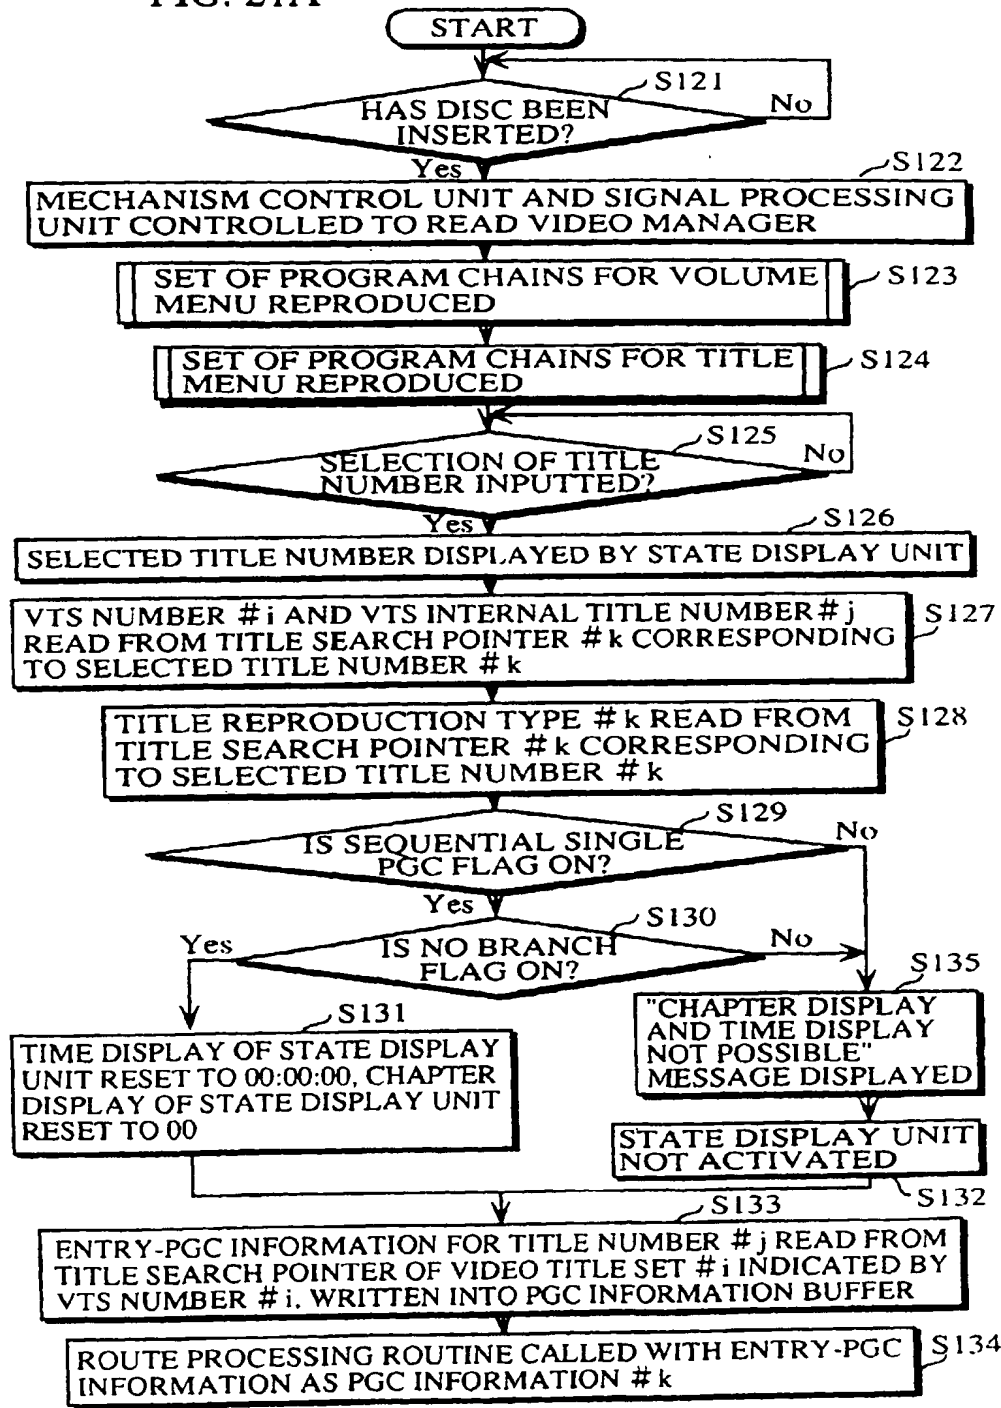 START
S121
HAS DISC BEEN
INSERTED?
No
Yes
S122
MECHANISM CONTROL UNIT AND SIGNAL PROCESSING
UNIT CONTROLLED TO READ VIDEO MANAGER
SET OF PROGRAM CHAINS FOR VOLUME
MENU REPRODUCED
S123
SET OF PROGRAM CHAINS FOR TITLE
MENU REPRODUCED
S124
S125
SELECTION OF TITLE
NUMBER INPUTTED?
No
Yes
S126
SELECTED TITLE NUMBER DISPLAYED BY STATE DISPLAY UNIT
VTS NUMBER #i AND VTS INTERNAL TITLE NUMBER #j
READ FROM TITLE SEARCH POINTER #k CORRESPONDING
TO SELECTED TITLE NUMBER #k
S127
TITLE REPRODUCTION TYPE #k READ FROM
TITLE SEARCH POINTER #k CORRESPONDING
TO SELECTED TITLE NUMBER #k
S128
S129
IS SEQUENTIAL SINGLE
PGC FLAG ON?
No
Yes
S130
IS NO BRANCH
FLAG ON?
Yes
No
S131
TIME DISPLAY OF STATE DISPLAY
UNIT RESET TO 00:00:00, CHAPTER
DISPLAY OF STATE DISPLAY UNIT
RESET TO 00
S135
"CHAPTER DISPLAY
AND TIME DISPLAY
NOT POSSIBLE"
MESSAGE DISPLAYED
STATE DISPLAY UNIT
NOT ACTIVATED
S132
S133
ENTRY-PGC INFORMATION FOR TITLE NUMBER #j READ FROM
TITLE SEARCH POINTER OF VIDEO TITLE SET #i INDICATED BY
VTS NUMBER #i. WRITTEN INTO PGC INFORMATION BUFFER
ROUTE PROCESSING ROUTINE CALLED WITH ENTRY-PGC
INFORMATION AS PGC INFORMATION #k
S134